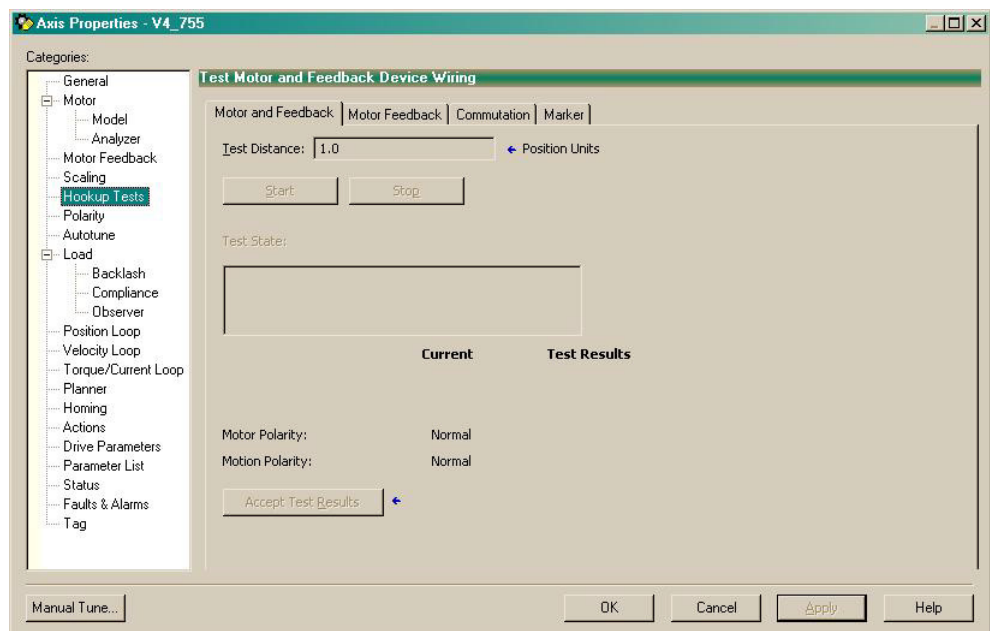 Axis Properties - V4_755
Categories:
General
Motor
Model
Analyzer
Motor Feedback
Scaling
Hookup Tests
Polarity
Autotune
Load
Backlash
Compliance
Observer
Position Loop
Velocity Loop
Torque/Current Loop
Planner
Homing
Actions
Drive Parameters
Parameter List
Status
Faults & Alarms
Tag
Test Motor and Feedback Device Wiring
Motor and Feedback Motor Feedback Commutation Marker
Test Distance: 1.0 Position Units
Start Stop
Test State:
Current Test Results
Motor Polarity: Normal
Motion Polarity: Normal
Accept Test Results
Manual Tune... OK Cancel Apply Help